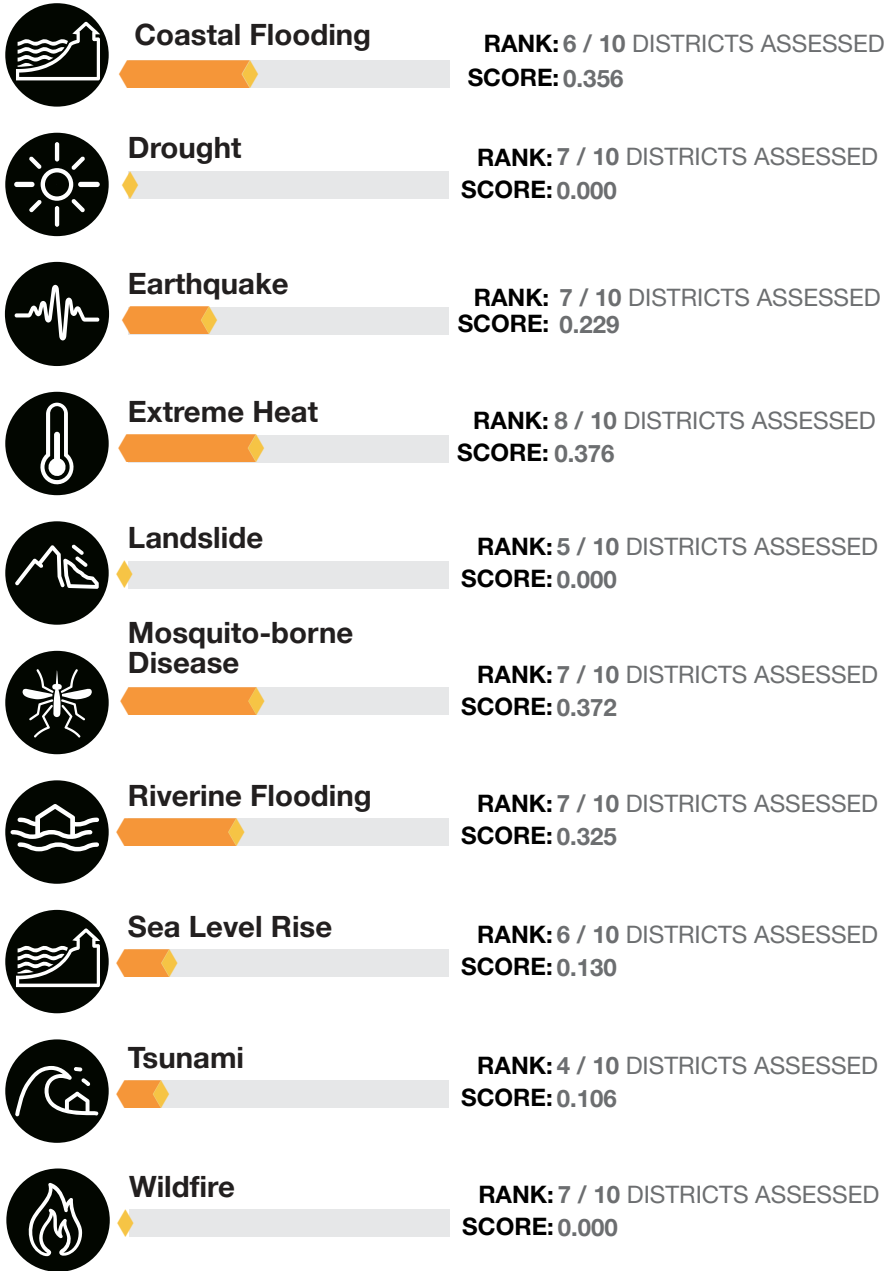 Coastal Flooding
RANK: 6 / 10 DISTRICTS ASSESSED
SCORE: 0.356
Drought
RANK: 7 / 10 DISTRICTS ASSESSED
SCORE: 0.000
Earthquake
RANK: 7 / 10 DISTRICTS ASSESSED
SCORE: 0.229
Extreme Heat
RANK: 8 / 10 DISTRICTS ASSESSED
SCORE: 0.376
Landslide
RANK: 5 / 10 DISTRICTS ASSESSED
SCORE: 0.000
Mosquito-borne
Disease
RANK: 7 / 10 DISTRICTS ASSESSED
SCORE: 0.372
Riverine Flooding
RANK: 7 / 10 DISTRICTS ASSESSED
SCORE: 0.325
Sea Level Rise
RANK: 6 / 10 DISTRICTS ASSESSED
SCORE: 0.130
Tsunami
RANK: 4 / 10 DISTRICTS ASSESSED
SCORE: 0.106
Wildfire
RANK: 7 / 10 DISTRICTS ASSESSED
SCORE: 0.000